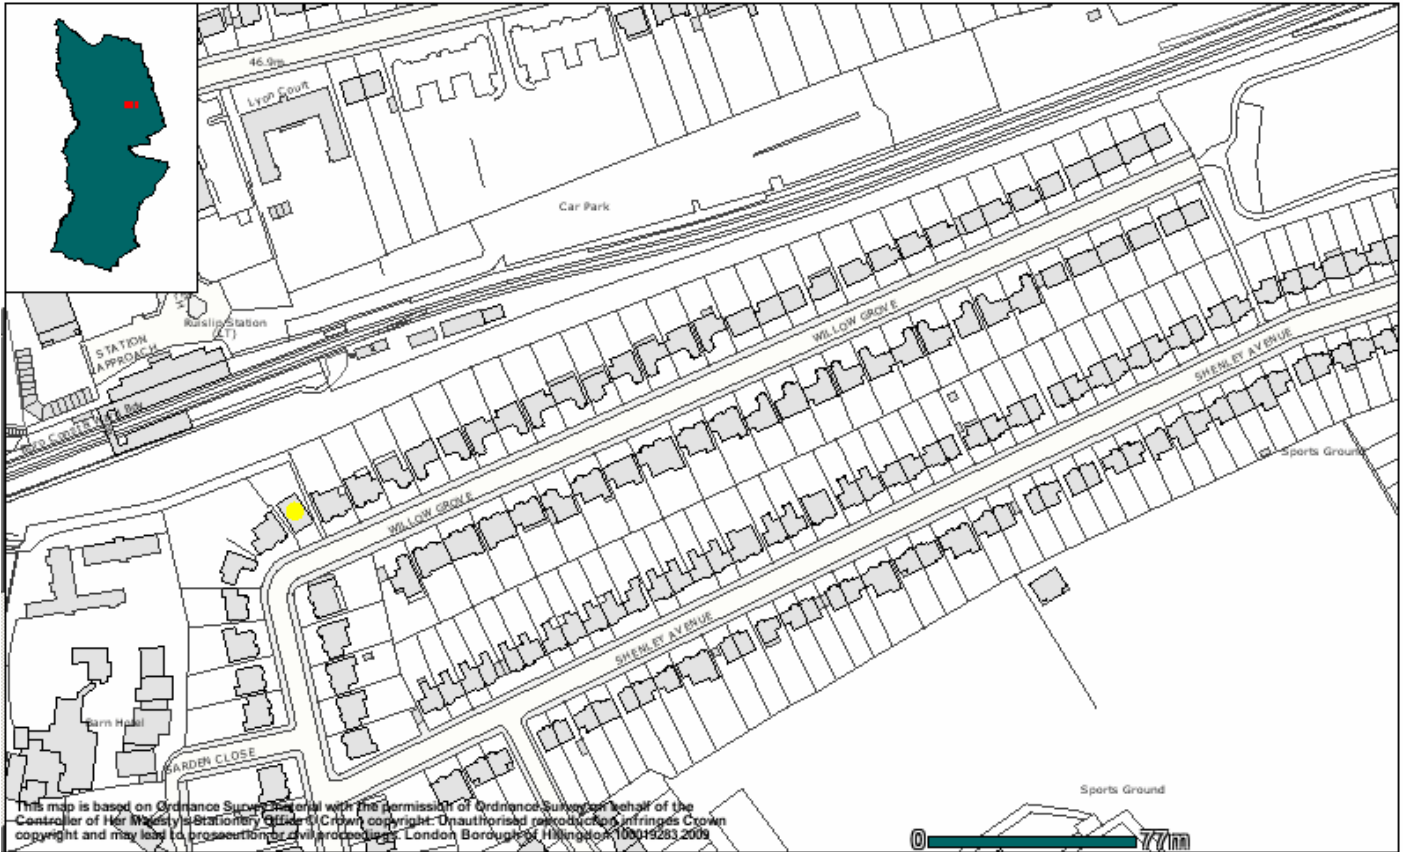 46.9m
Lyon Court
Car Park
Ruislip Station
(LT)
STATION
APPROACH
WILLOW GROVE
SHENLEY AVENUE
Sports Ground
WILLOW GROVE
SHENLEY AVENUE
Barn Hotel
GARDEN CLOSE
Sports Ground
This map is based on Ordnance Survey material with the permission of Ordnance Survey on behalf of the
Controller of Her Majesty's Stationery Office © Crown copyright. Unauthorised reproduction infringes Crown
copyright and may lead to prosecution or civil proceedings. London Borough of Hillingdon 100019283 2009
0 77m